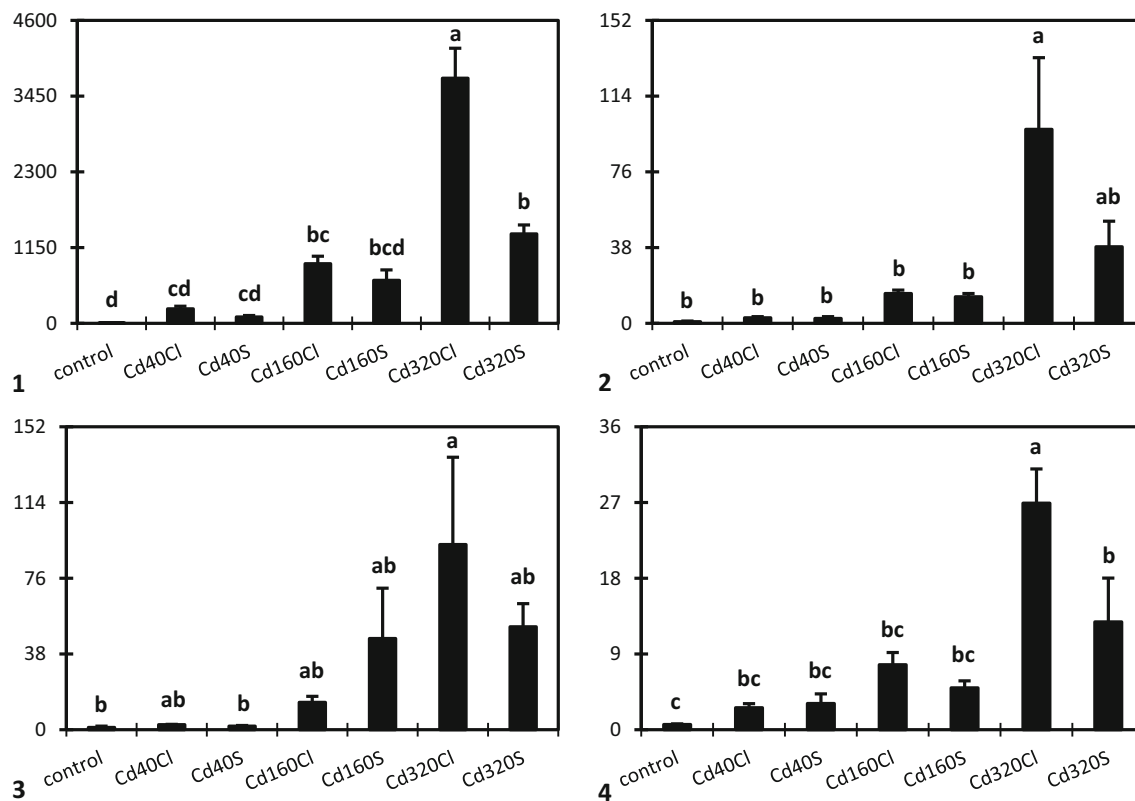 4600
3450
2300
1150
0
d
cd
cd
bc
bcd
a
b
control
Cd40Cl
Cd40S
Cd160Cl
Cd160S
Cd320Cl
Cd320S
1
152
114
76
38
0
b
b
b
b
b
a
ab
control
Cd40Cl
Cd40S
Cd160Cl
Cd160S
Cd320Cl
Cd320S
2
152
114
76
38
0
b
ab
b
ab
ab
a
ab
control
Cd40Cl
Cd40S
Cd160Cl
Cd160S
Cd320Cl
Cd320S
3
36
27
18
9
0
c
bc
bc
bc
bc
a
b
control
Cd40Cl
Cd40S
Cd160Cl
Cd160S
Cd320Cl
Cd320S
4